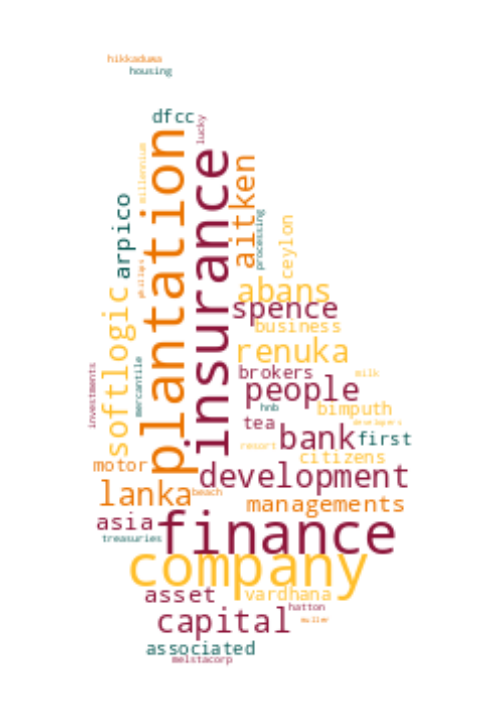 hikkaduwa
housing
dfcc
lucky
plantation
insurance
millennium
aitken
arpico
processing
ceylon
phillips
abans
softlogic
spence
business
renuka
mercantile
investments
brokers
milk
people
hnb
bimputh
tea
developers
bank
first
resort
citizens
motor
development
lanka
beach
managements
asia
finance
treasuries
company
asset
vardhana
hatton
capital
muller
associated
melstacorp